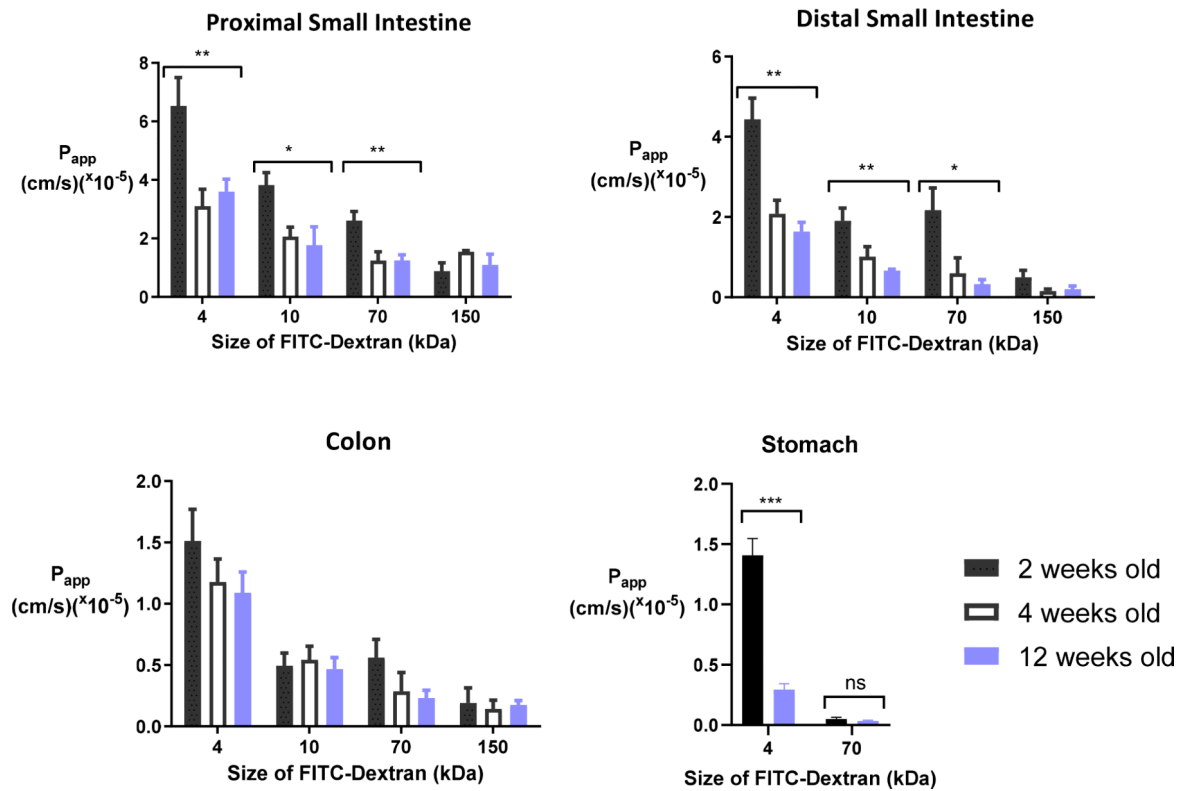 Proximal Small Intestine
8
6
4
2
0
P_app
(cm/s)(^x10^-5)
**
*
**
4 10 70 150
Size of FITC-Dextran (kDa)
Distal Small Intestine
6
4
2
0
P_app
(cm/s)(^x10^-5)
**
**
*
4 10 70 150
Size of FITC-Dextran (kDa)
Colon
2.0
1.5
1.0
0.5
0.0
P_app
(cm/s)(^x10^-5)
4 10 70 150
Size of FITC-Dextran (kDa)
Stomach
2.0
1.5
1.0
0.5
0.0
P_app
(cm/s)(^x10^-5)
***
ns
4 70
Size of FITC-Dextran (kDa)
2 weeks old
4 weeks old
12 weeks old